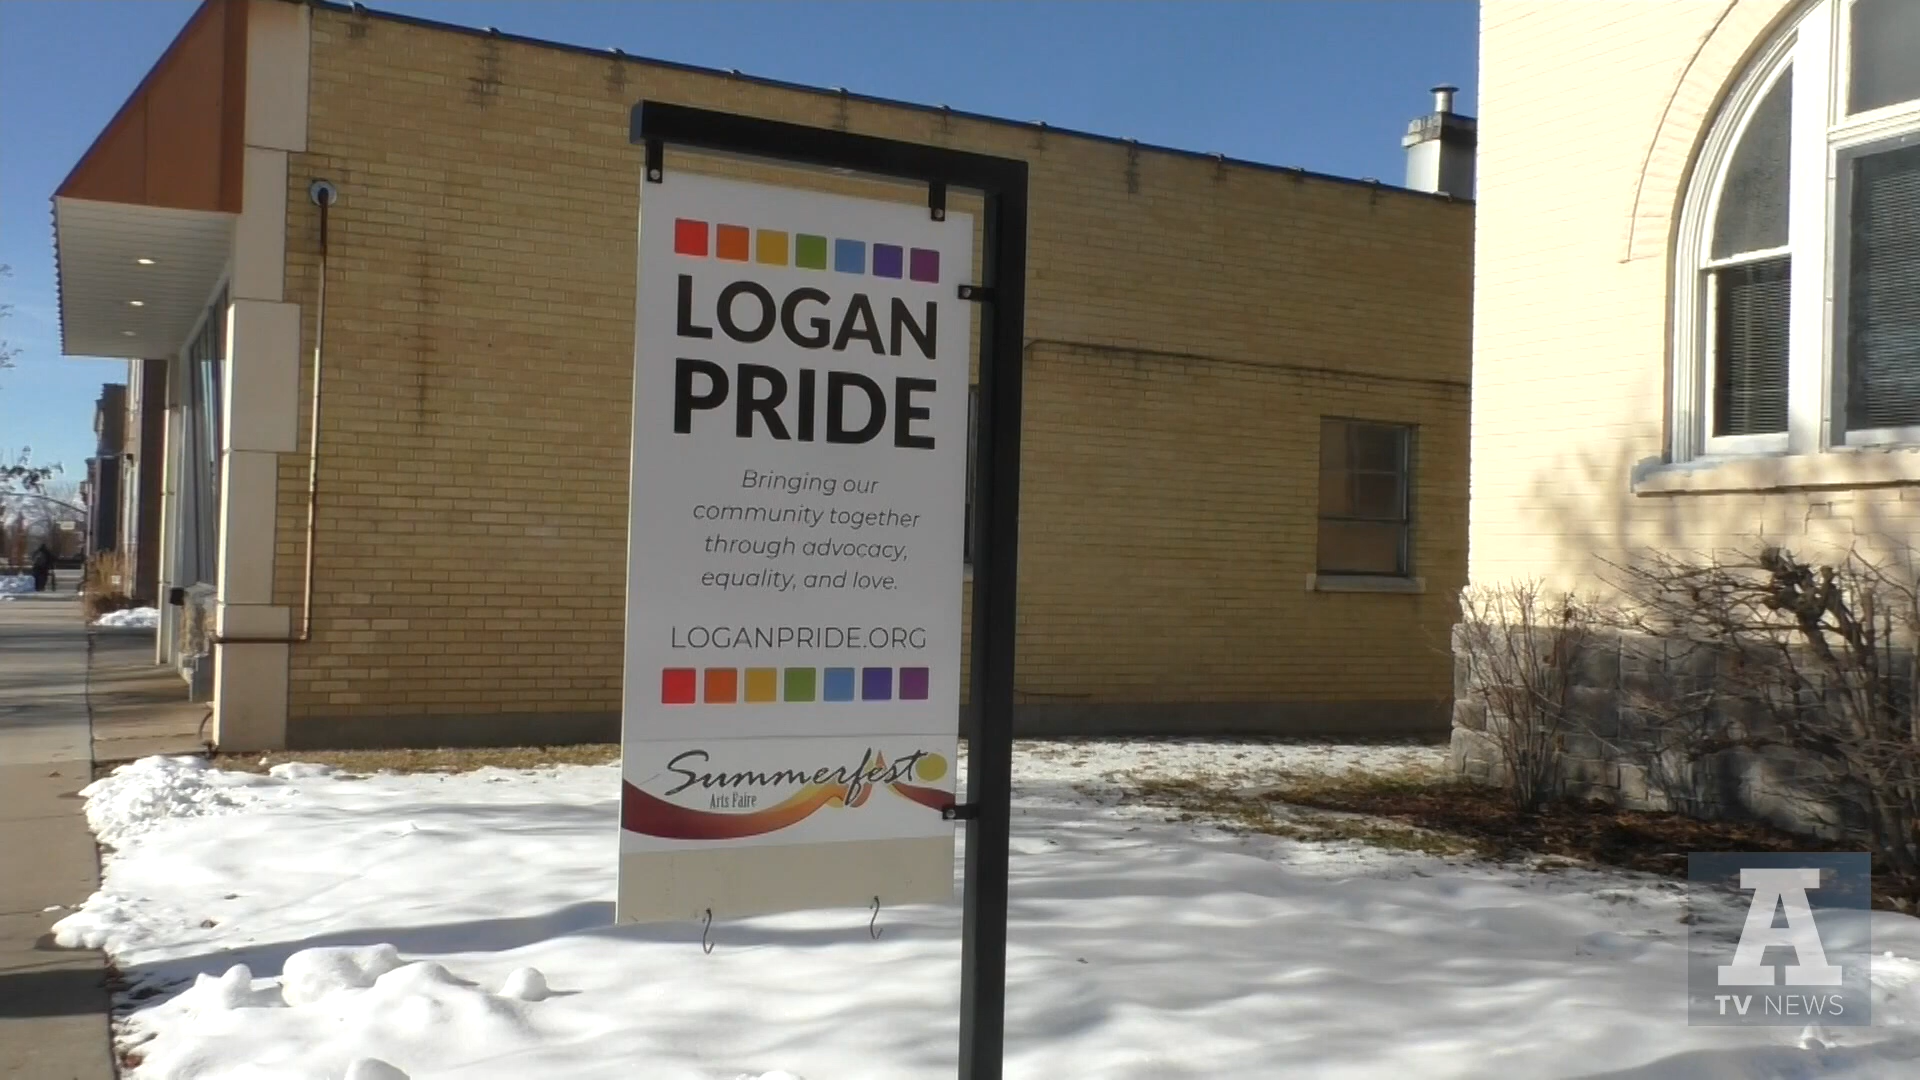 LOGAN
PRIDE
Bringing our
community together
through advocacy,
equality, and love.
LOGANPRIDE.ORG
Summerfest
Arts Faire
A
TV NEWS